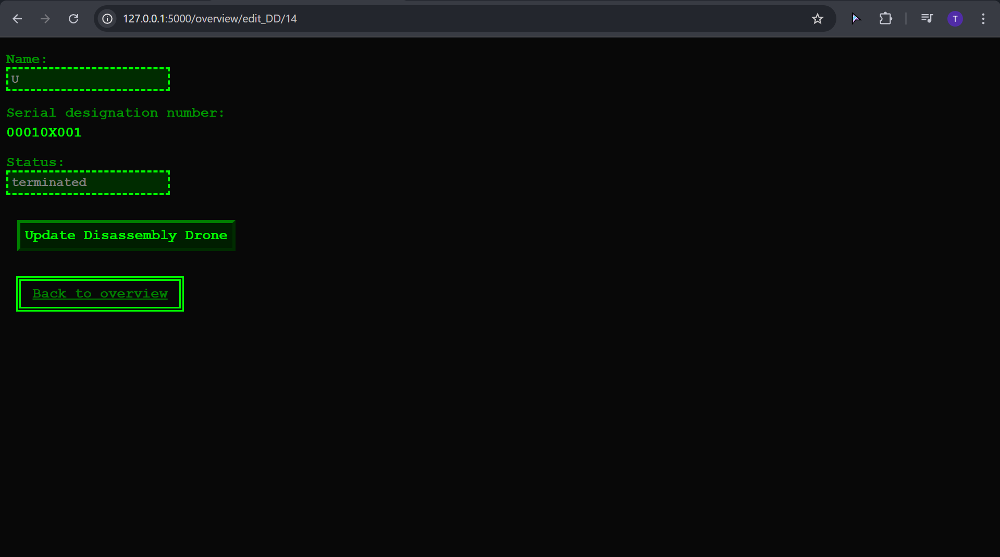 127.0.0.1:5000/overview/edit_DD/14
T
Name:
U
Serial designation number:
00010X001
Status:
terminated
Update Disassembly Drone
Back to overview